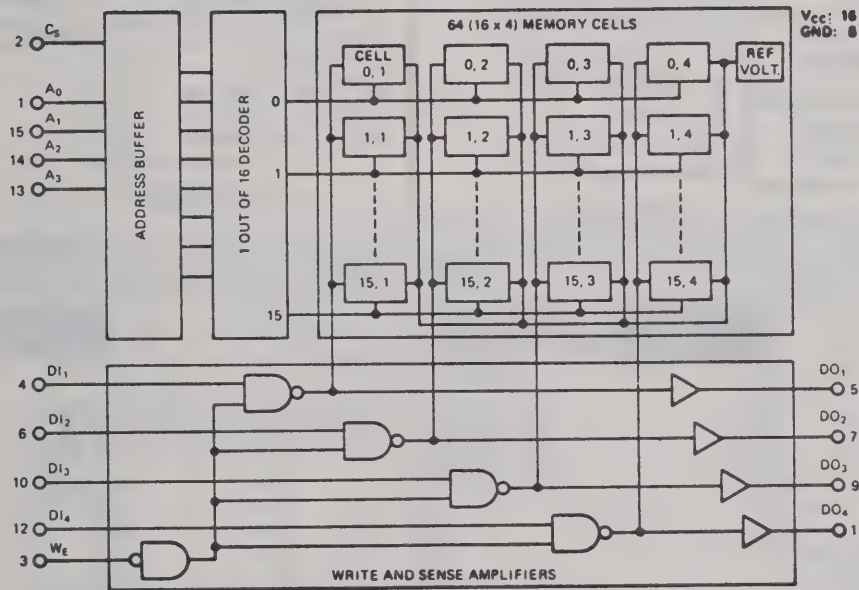 64 (16 x 4) MEMORY CELLS
VCC: 16
GND: 8
2 CS
1 A0
15 A1
14 A2
13 A3
ADDRESS BUFFER
1 OUT OF 16 DECODER
0
1
15
CELL 0, 1
0, 2
0, 3
0, 4
REF VOLT.
1, 1
1, 2
1, 3
1, 4
15, 1
15, 2
15, 3
15, 4
4 DI1
6 DI2
10 DI3
12 DI4
3 WE
DO1 5
DO2 7
DO3 9
DO4 1
WRITE AND SENSE AMPLIFIERS